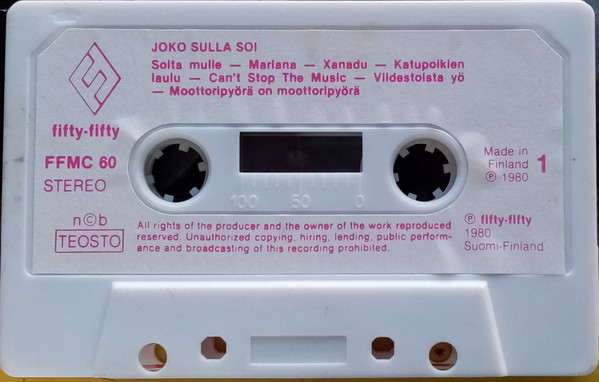 JOKO SULLA SOI
Soita mulle — Mariana — Xanadu — Katupoikien
laulu — Can't Stop The Music — Viidestoista yö
— Moottoripyörä on moottoripyörä
fifty-fifty
FFMC 60
STEREO
Made in
Finland
℗ 1980
1
100 50 0
n©b
TEOSTO
All rights of the producer and the owner of the work reproduced
reserved. Unauthorized copying, hiring, lending, public perform-
ance and broadcasting of this recording prohibited.
℗ fifty-fifty
1980
Suomi-Finland